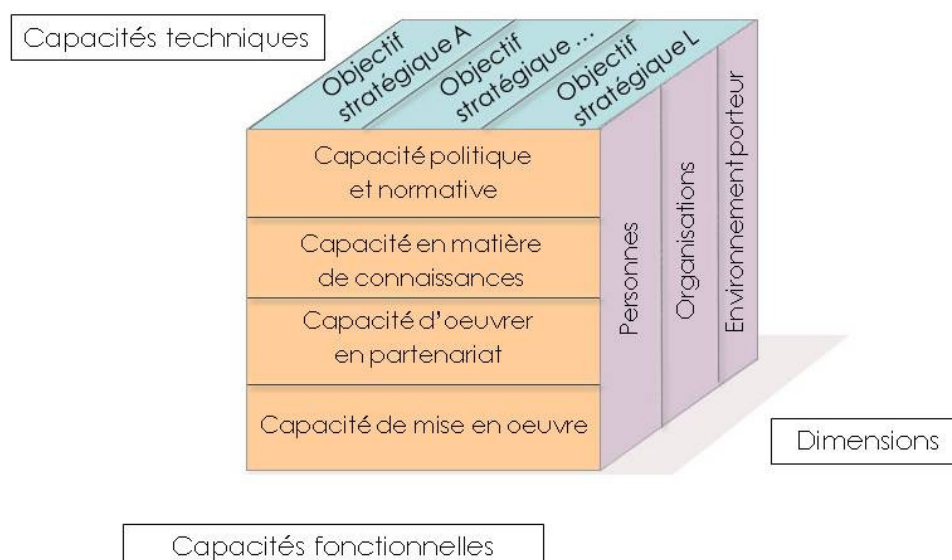 Capacités techniques
Objectif
stratégique A
Objectif
stratégique ...
Objectif
stratégique L
Capacité politique
et normative
Capacité en matière
de connaissances
Capacité d'oeuvrer
en partenariat
Capacité de mise en oeuvre
Personnes
Organisations
Environnement porteur
Dimensions
Capacités fonctionnelles